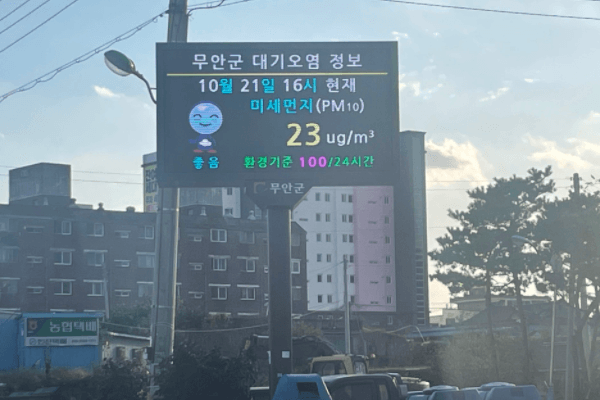 무안군 대기오염 정보
10월 21일 16시 현재
미세먼지(PM10)
23 ug/m³
좋음 환경기준 100/24시간
무안군
농협택배